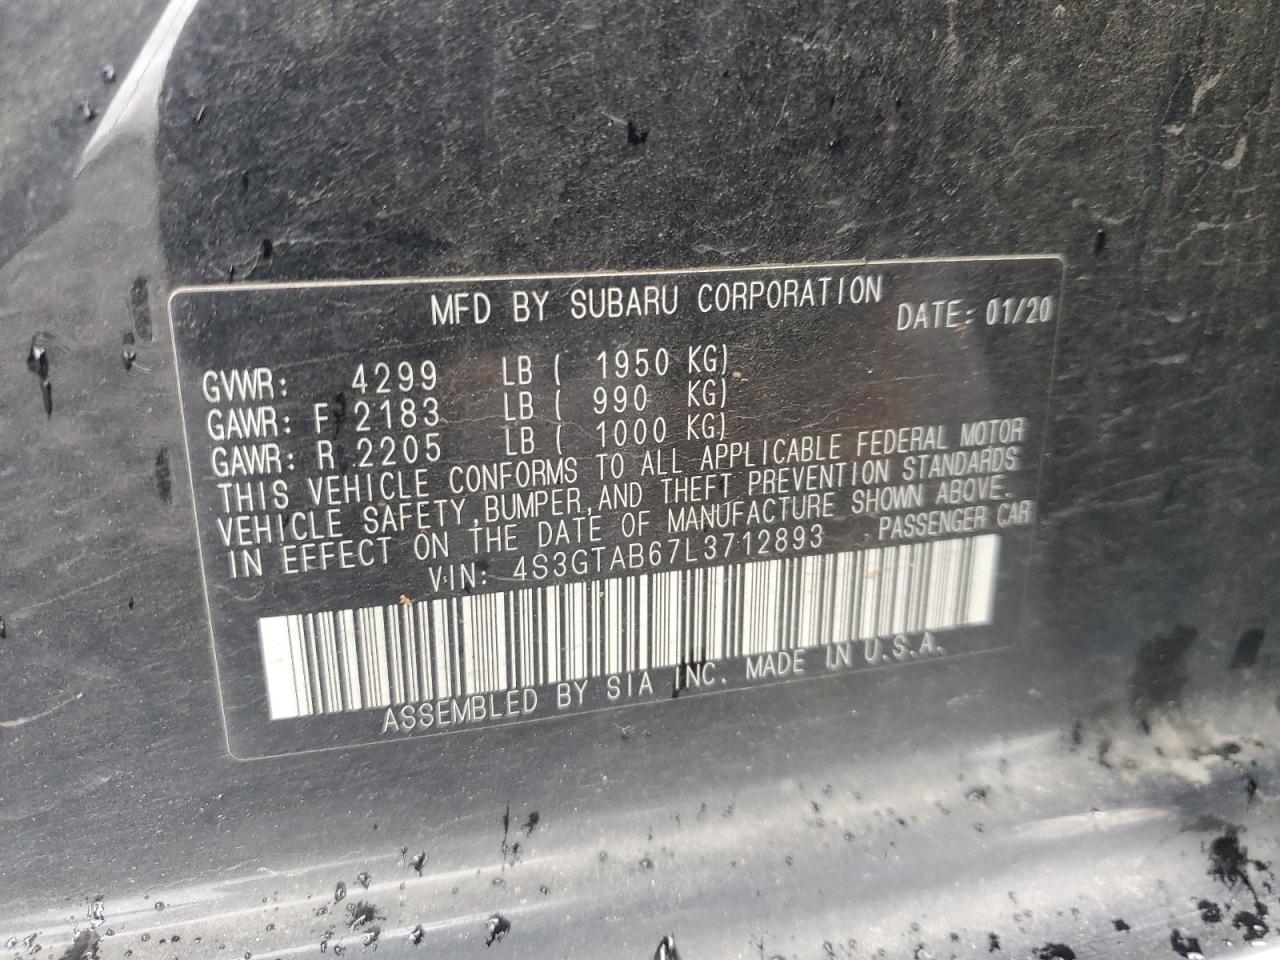 MFD BY SUBARU CORPORATION DATE: 01/20
GVWR: 4299 LB ( 1950 KG)
GAWR: F 2183 LB ( 990 KG)
GAWR: R 2205 LB ( 1000 KG)
THIS VEHICLE CONFORMS TO ALL APPLICABLE FEDERAL MOTOR
VEHICLE SAFETY, BUMPER, AND THEFT PREVENTION STANDARDS
IN EFFECT ON THE DATE OF MANUFACTURE SHOWN ABOVE.
VIN: 4S3GTAB67L3712893 PASSENGER CAR
ASSEMBLED BY SIA INC. MADE IN U.S.A.